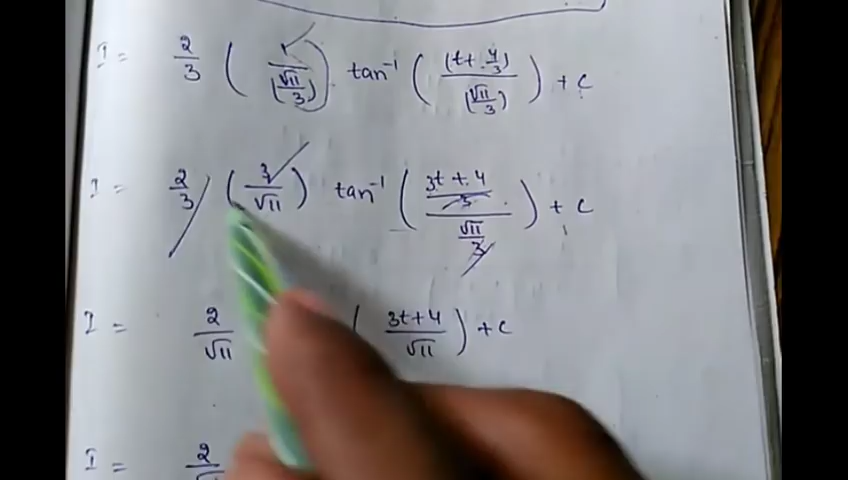 I = 2/3 ( 1/(√11/3) ) tan⁻¹ ( (t + 4/3)/(√11/3) ) + c
I = 2/3 ( 3/√11 ) tan⁻¹ ( (3t + 4)/3 / √11/3 ) + c
I = 2/√11 ( 3t+4/√11 ) + c
I = 2/